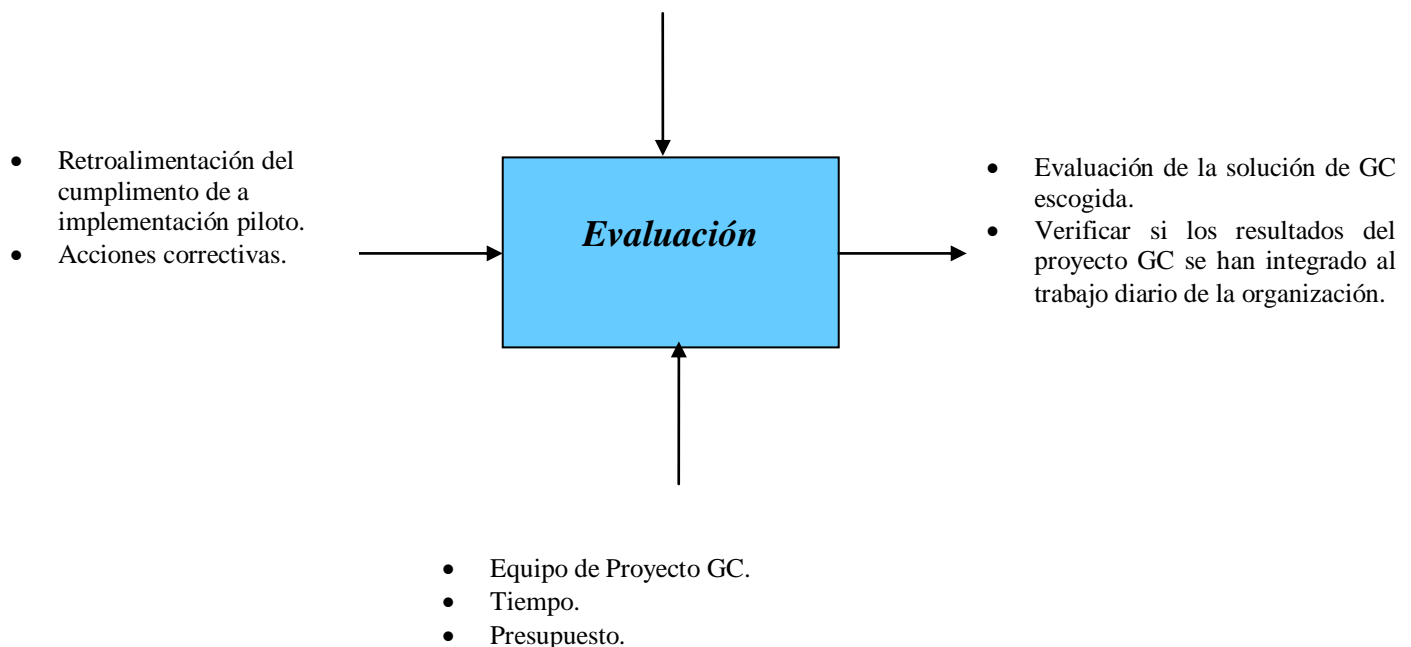 • Retroalimentación del
cumplimento de a
implementación piloto.
• Acciones correctivas.
Evaluación
• Evaluación de la solución de GC
escogida.
• Verificar si los resultados del
proyecto GC se han integrado al
trabajo diario de la organización.
• Equipo de Proyecto GC.
• Tiempo.
• Presupuesto.